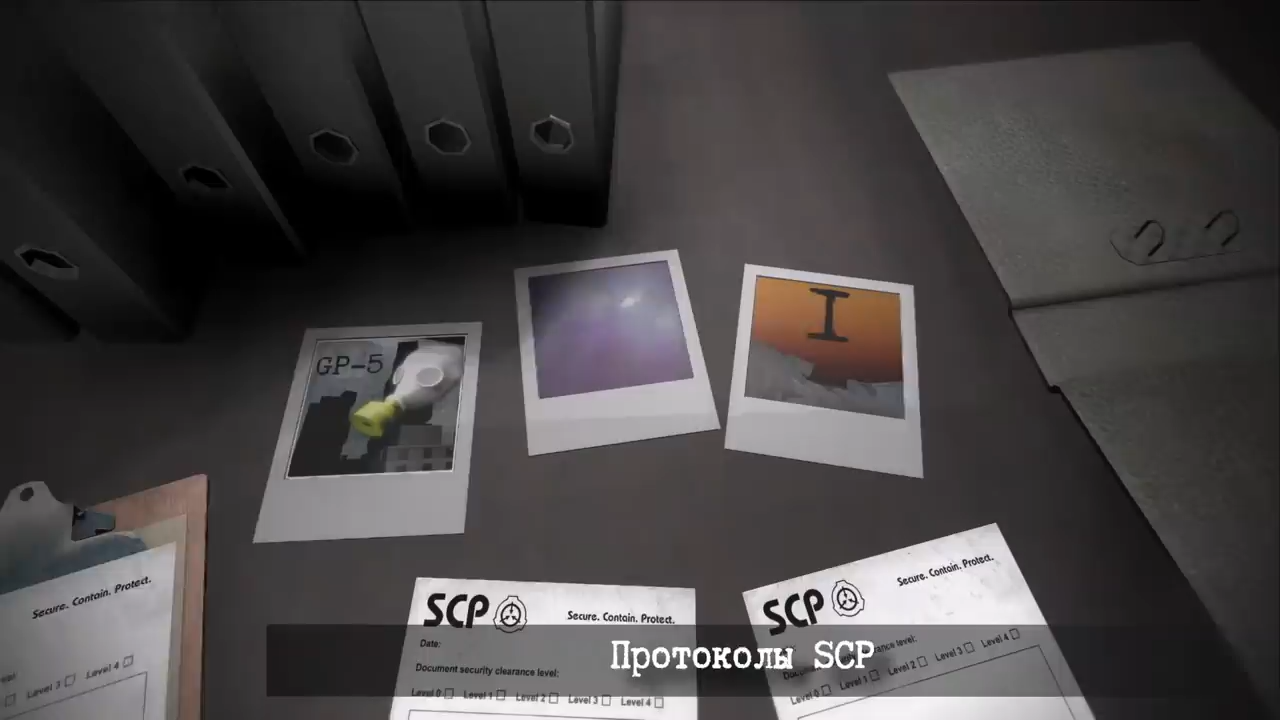 GP-5
I
Secure. Contain. Protect.
Level 3
Level 4
SCP
Secure. Contain. Protect.
Date:
Document security clearance level:
Level 0
Level 1
Level 2
Level 3
Level 4
SCP
Secure. Contain. Protect.
level:
Level 0
Level 1
Level 2
Level 3
Level 4
Протоколы SCP